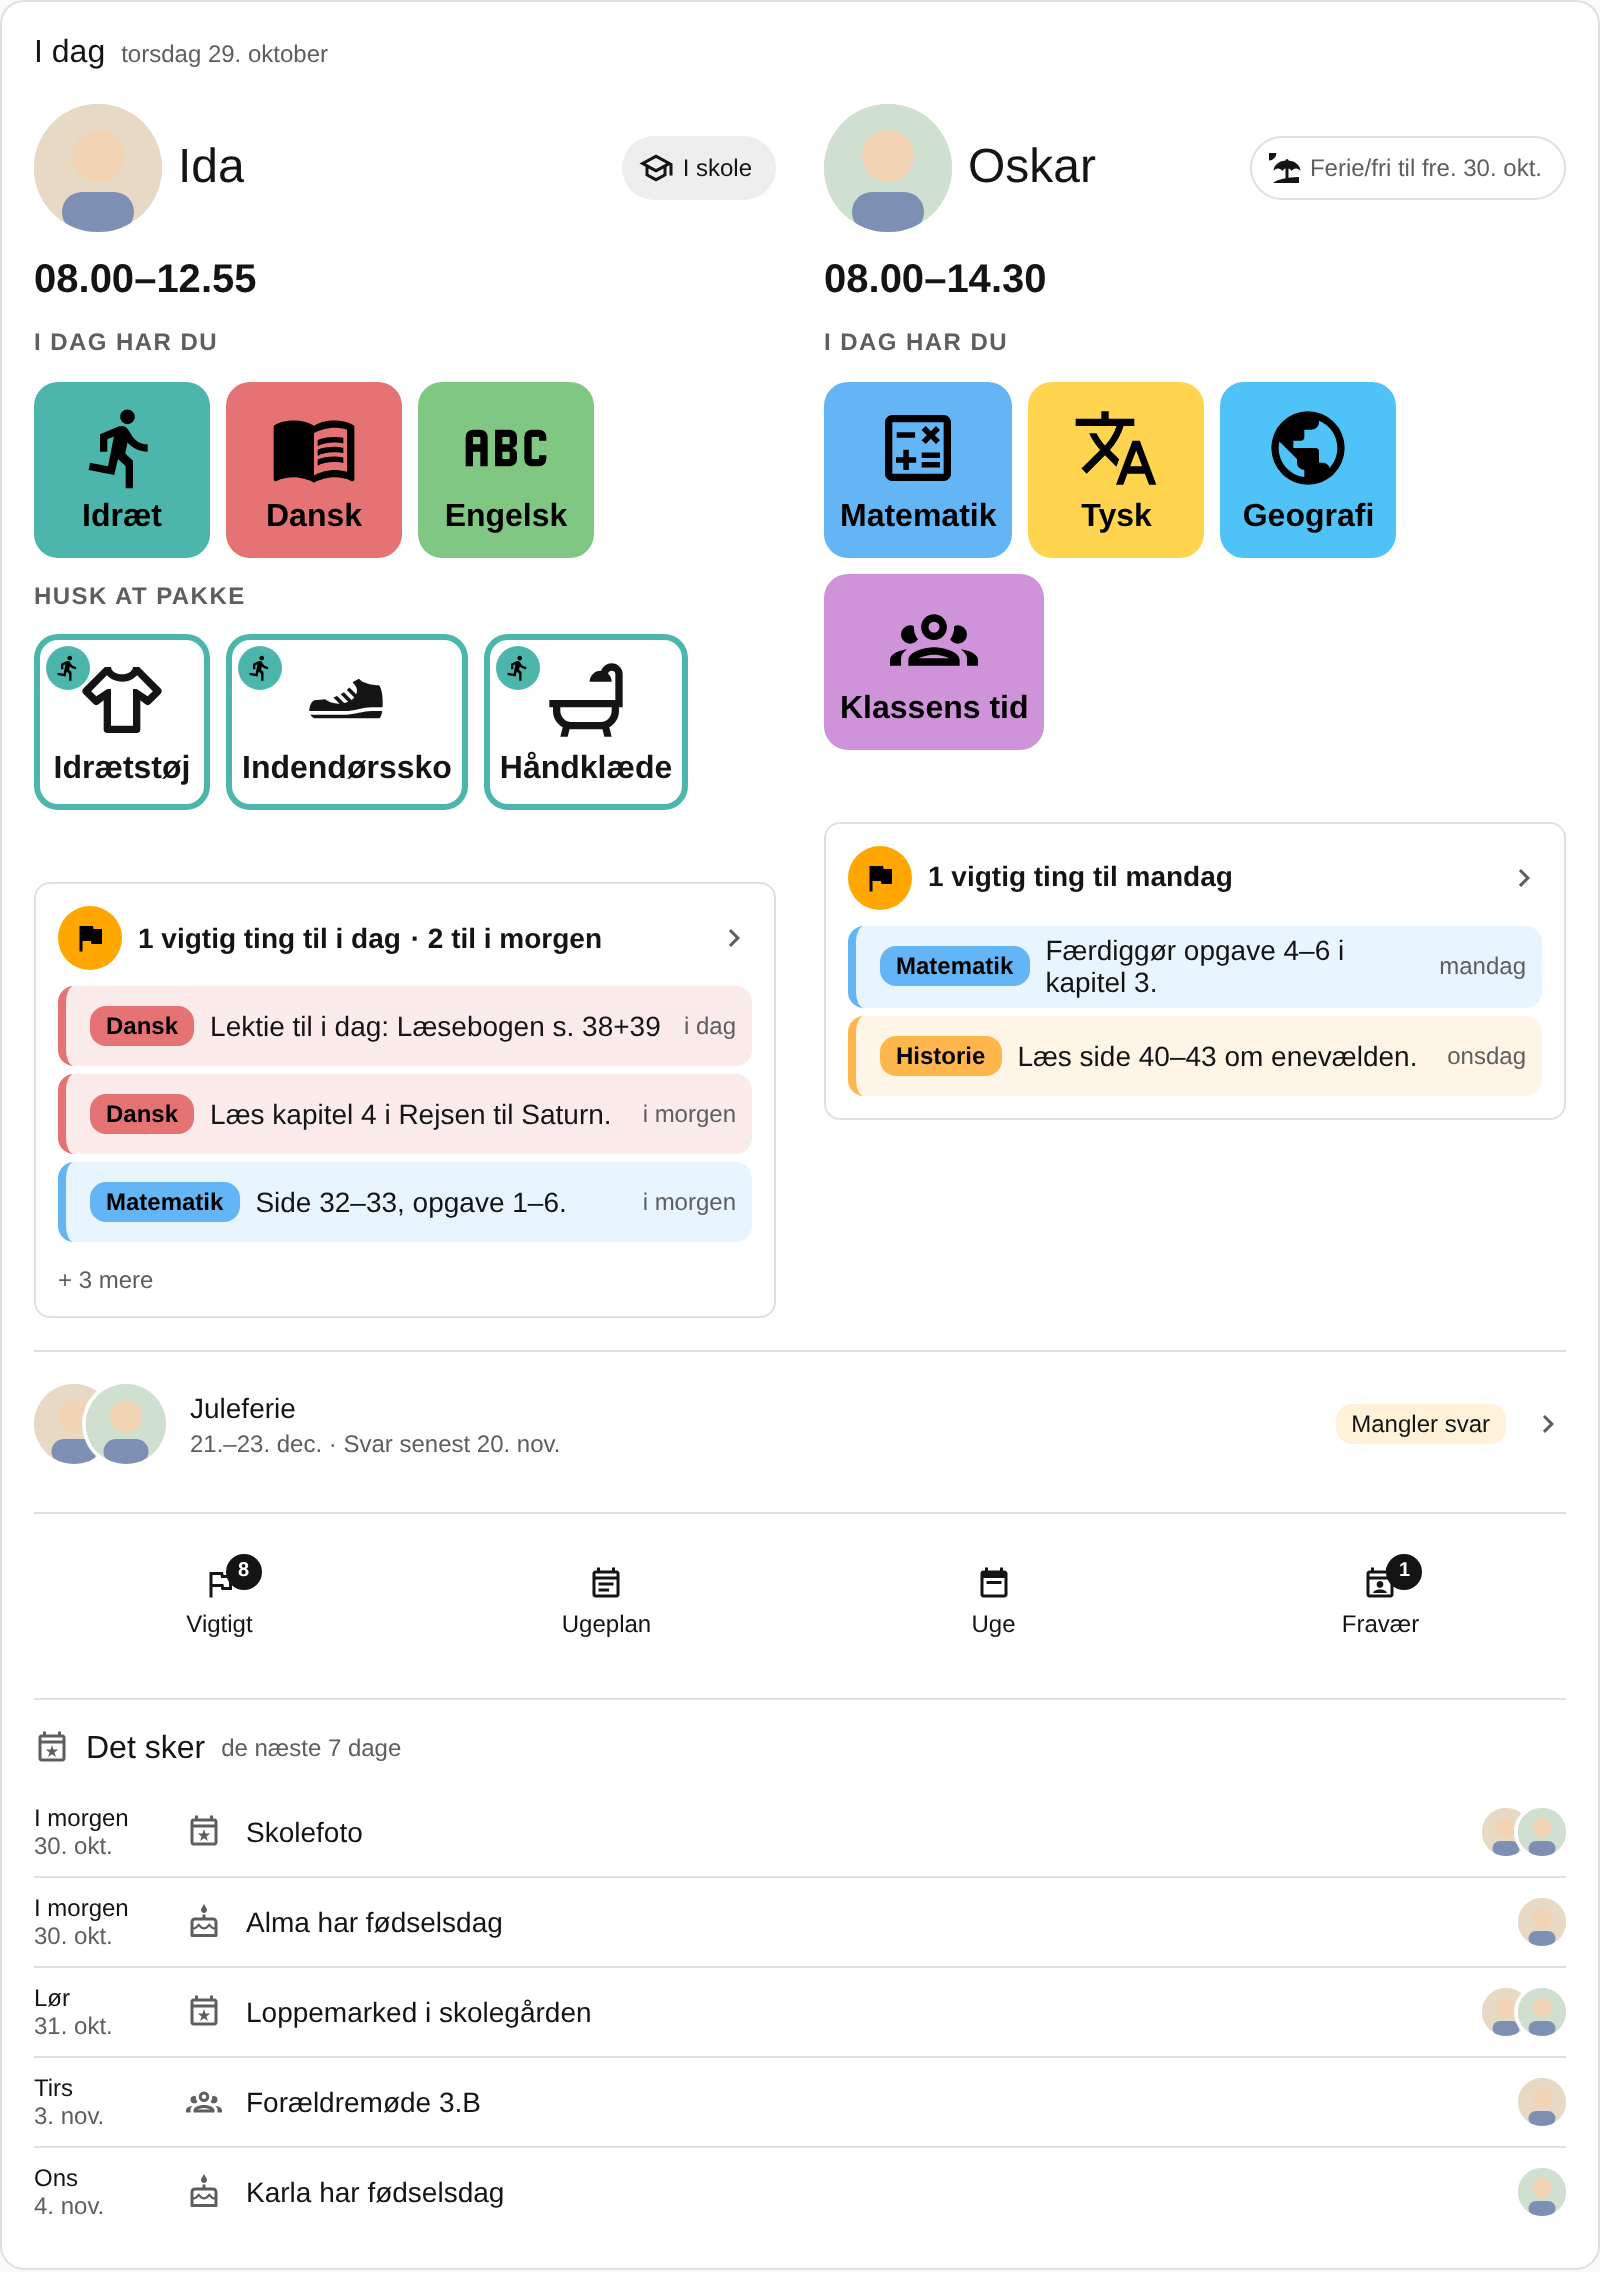 I dag torsdag 29. oktober
Ida
I skole
08.00–12.55
I DAG HAR DU
Idræt
Dansk
ABC
Engelsk
HUSK AT PAKKE
Idrætstøj
Indendørssko
Håndklæde
1 vigtig ting til i dag · 2 til i morgen
Dansk Lektie til i dag: Læsebogen s. 38+39 i dag
Dansk Læs kapitel 4 i Rejsen til Saturn. i morgen
Matematik Side 32–33, opgave 1–6. i morgen
+ 3 mere
Oskar
Ferie/fri til fre. 30. okt.
08.00–14.30
I DAG HAR DU
Matematik
Tysk
Geografi
Klassens tid
1 vigtig ting til mandag
Matematik Færdiggør opgave 4–6 i
kapitel 3. mandag
Historie Læs side 40–43 om enevælden. onsdag
Juleferie
21.–23. dec. · Svar senest 20. nov.
Mangler svar
8
Vigtigt
Ugeplan
Uge
1
Fravær
Det sker de næste 7 dage
I morgen
30. okt.
Skolefoto
I morgen
30. okt.
Alma har fødselsdag
Lør
31. okt.
Loppemarked i skolegården
Tirs
3. nov.
Forældremøde 3.B
Ons
4. nov.
Karla har fødselsdag